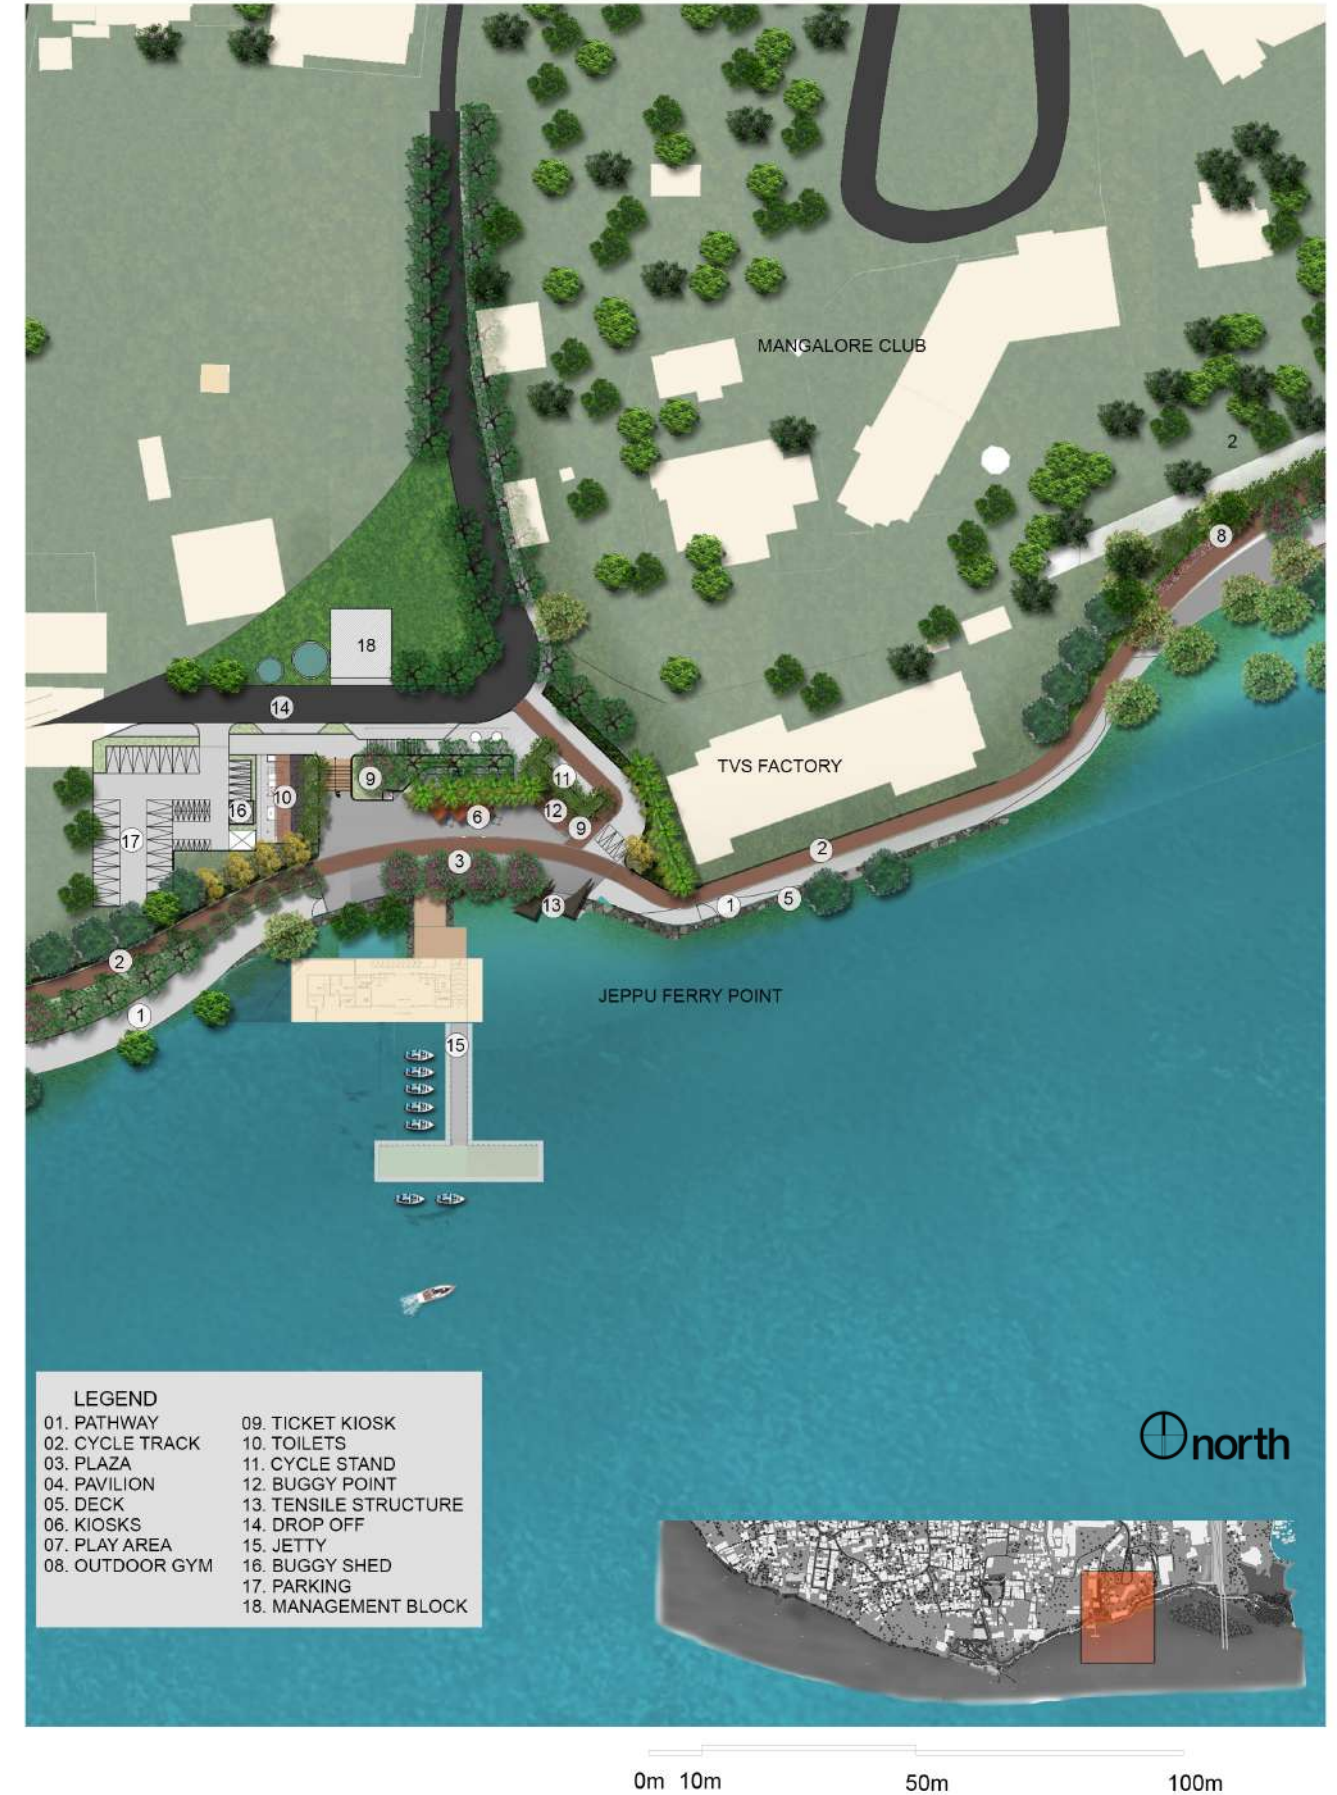 MANGALORE CLUB
2
8
18
14
TVS FACTORY
9
11
10
16
12
6
9
17
2
3
13
1
5
2
JEPPU FERRY POINT
1
15
LEGEND
01. PATHWAY
02. CYCLE TRACK
03. PLAZA
04. PAVILION
05. DECK
06. KIOSKS
07. PLAY AREA
08. OUTDOOR GYM
09. TICKET KIOSK
10. TOILETS
11. CYCLE STAND
12. BUGGY POINT
13. TENSILE STRUCTURE
14. DROP OFF
15. JETTY
16. BUGGY SHED
17. PARKING
18. MANAGEMENT BLOCK
north
0m 10m 50m 100m